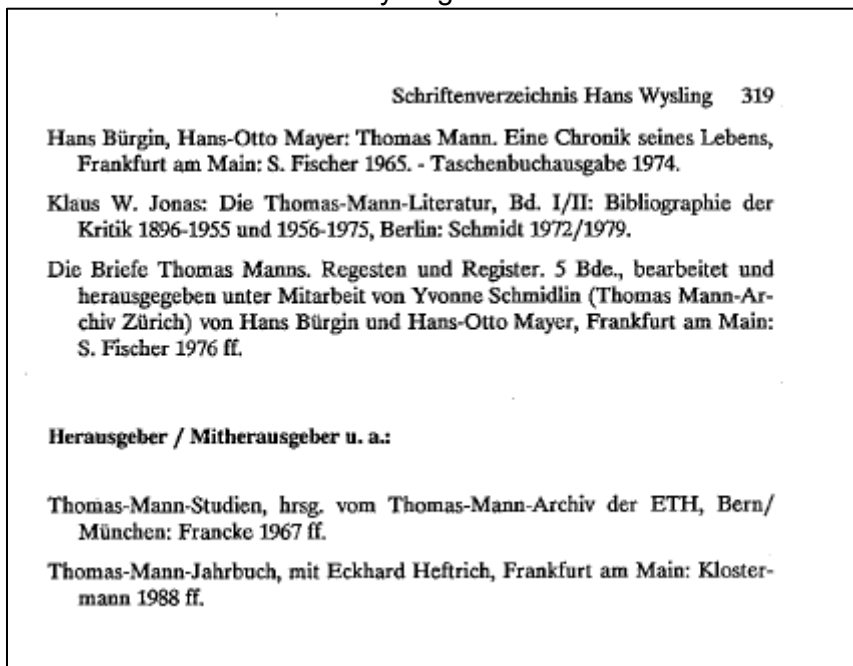 Schriftenverzeichnis Hans Wysling 319
Hans Bürgin, Hans-Otto Mayer: Thomas Mann. Eine Chronik seines Lebens,
Frankfurt am Main: S. Fischer 1965. - Taschenbuchausgabe 1974.
Klaus W. Jonas: Die Thomas-Mann-Literatur, Bd. I/II: Bibliographie der
Kritik 1896-1955 und 1956-1975, Berlin: Schmidt 1972/1979.
Die Briefe Thomas Manns. Regesten und Register. 5 Bde., bearbeitet und
herausgegeben unter Mitarbeit von Yvonne Schmidlin (Thomas Mann-Ar-
chiv Zürich) von Hans Bürgin und Hans-Otto Mayer, Frankfurt am Main:
S. Fischer 1976 ff.
Herausgeber / Mitherausgeber u. a.:
Thomas-Mann-Studien, hrsg. vom Thomas-Mann-Archiv der ETH, Bern/
München: Francke 1967 ff.
Thomas-Mann-Jahrbuch, mit Eckhard Heftrich, Frankfurt am Main: Kloster-
mann 1988 ff.